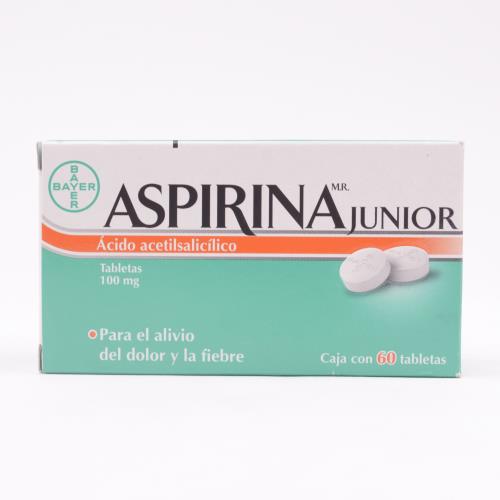 BAYER
BAYER
ASPIRINA M.R. JUNIOR
Ácido acetilsalicílico
Tabletas
100 mg
Para el alivio
del dolor y la fiebre
Caja con 60 tabletas